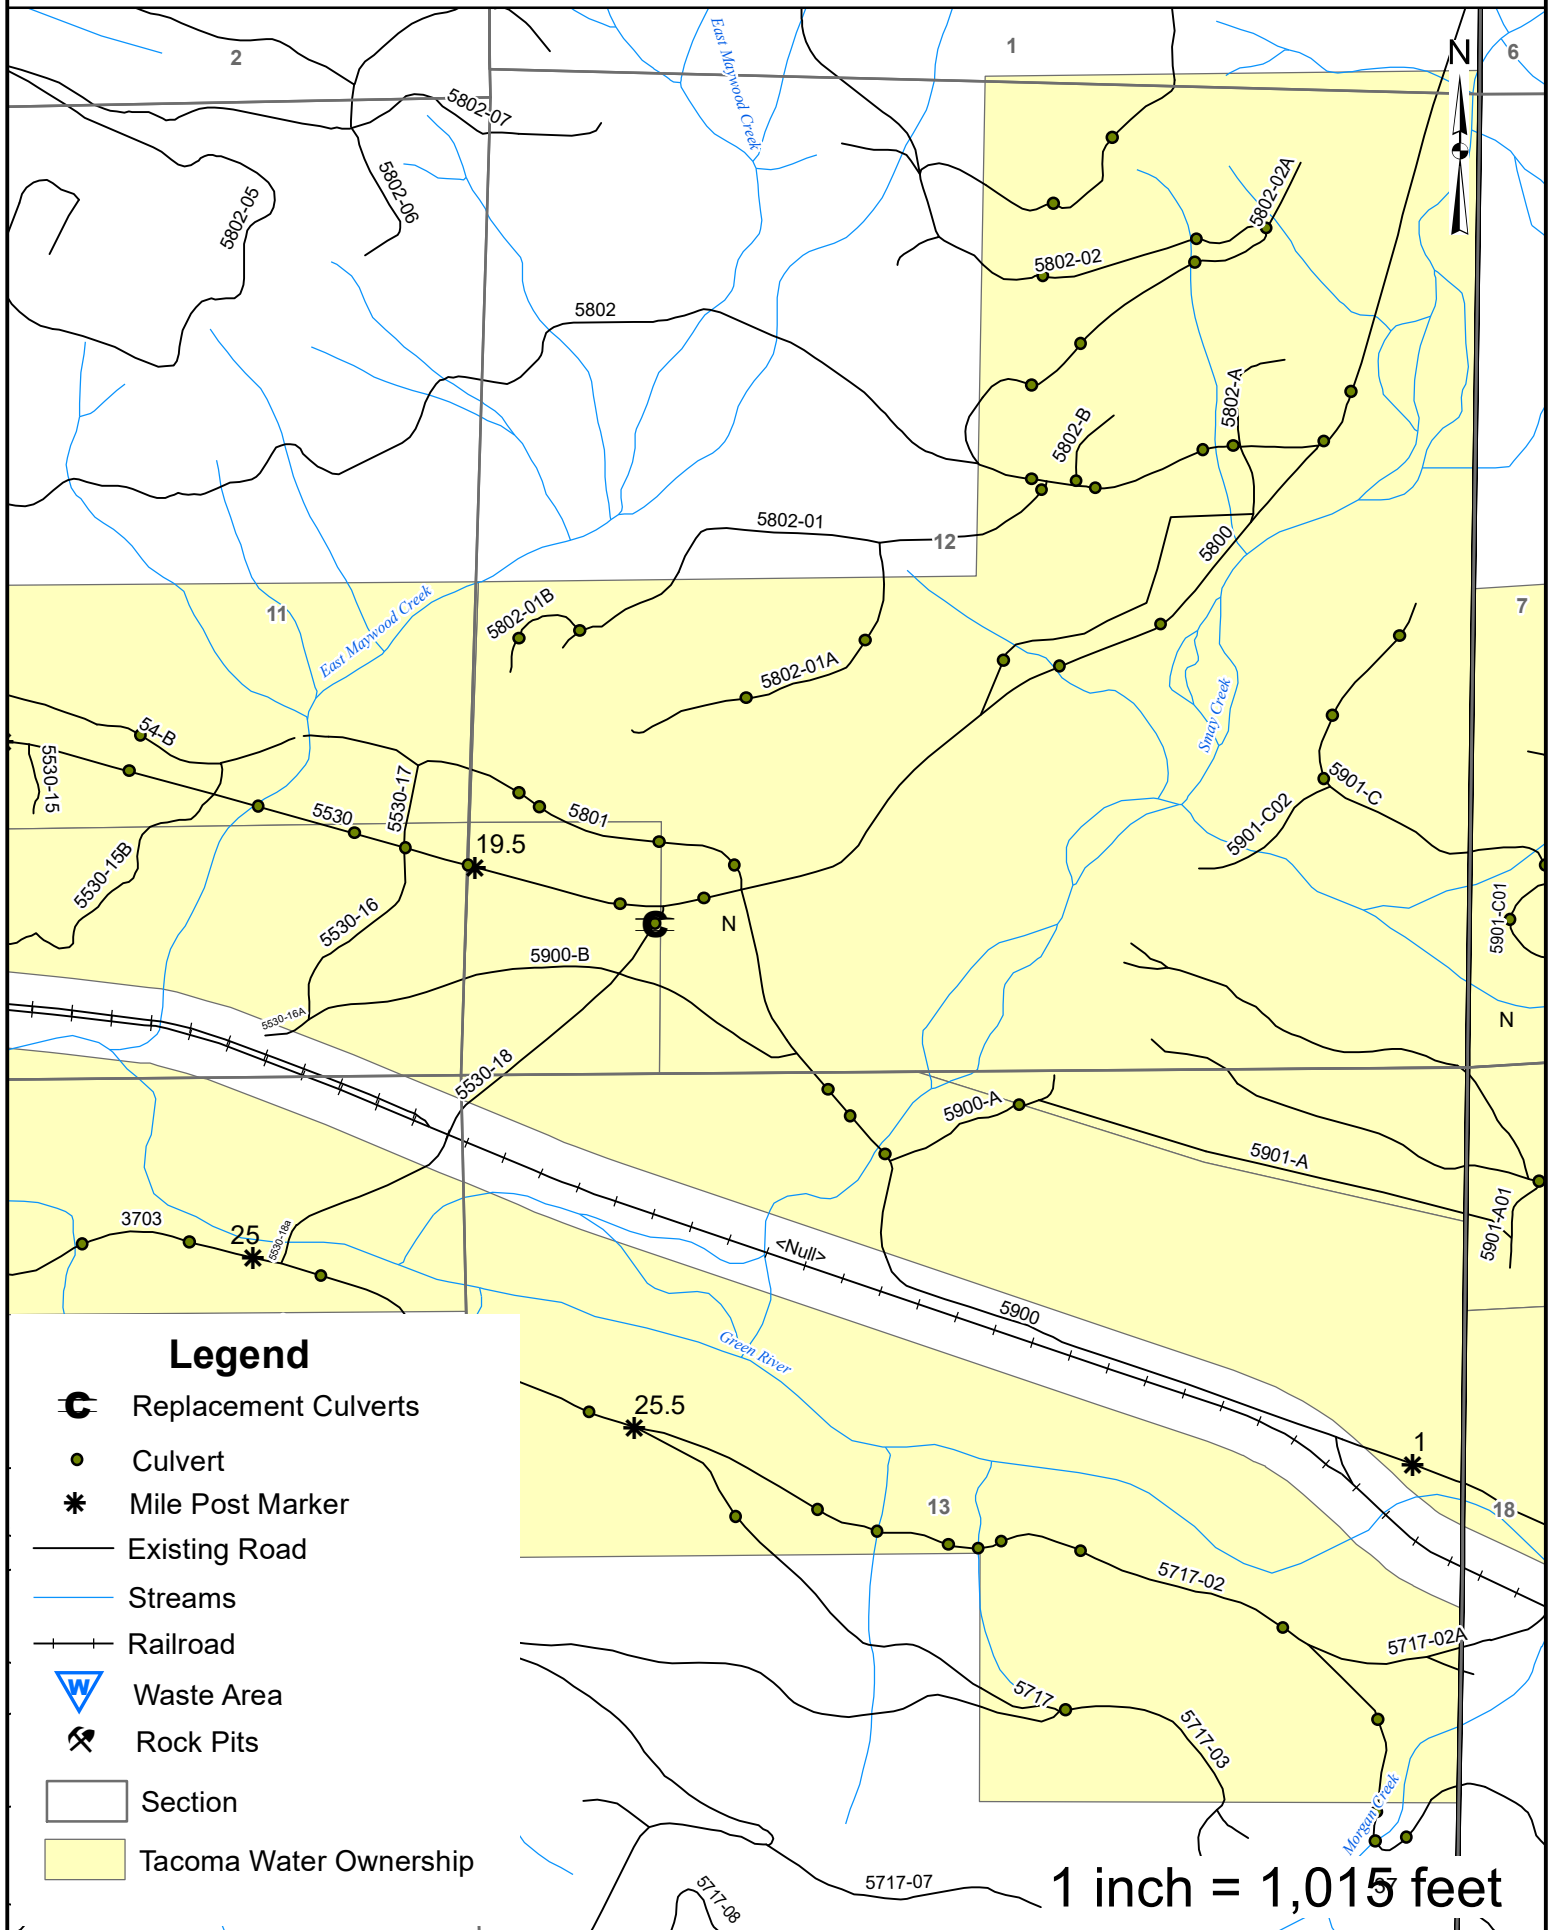 2
1
6
N
East Maywood Creek
5802-07
5802-06
5802-05
5802-02A
5802-02
5802
5802-A
5802-B
5802-01
12
5800
11
East Maywood Creek
5802-01B
5802-01A
7
Smay Creek
54-B
5530-15
5530-17
5530
5801
19.5
5901-C
5901-C02
5530-15B
5530-16
N
5901-C01
5900-B
5530-16A
N
5530-18
5900-A
5901-A
5901-A01
3703
25
5530-18a
<Null>
5900
Green River
25.5
1
13
18
5717-02
5717-02A
5717
5717-03
Morgan Creek
5717-07
5717-08
37
Legend
C Replacement Culverts
Culvert
Mile Post Marker
Existing Road
Streams
Railroad
W Waste Area
Rock Pits
Section
Tacoma Water Ownership
1 inch = 1,015 feet